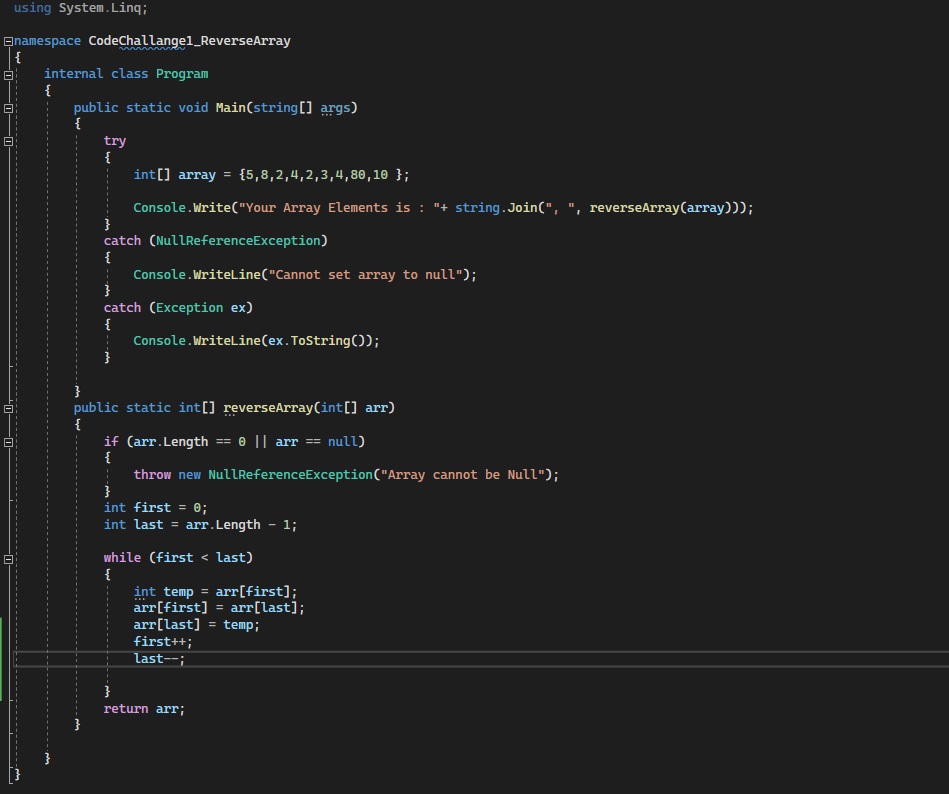 using System.Linq;
namespace CodeChallange1_ReverseArray
{
internal class Program
{
public static void Main(string[] args)
{
try
{
int[] array = {5,8,2,4,2,3,4,80,10 };
Console.Write("Your Array Elements is : "+ string.Join(", ", reverseArray(array)));
}
catch (NullReferenceException)
{
Console.WriteLine("Cannot set array to null");
}
catch (Exception ex)
{
Console.WriteLine(ex.ToString());
}
}
public static int[] reverseArray(int[] arr)
{
if (arr.Length == 0 || arr == null)
{
throw new NullReferenceException("Array cannot be Null");
}
int first = 0;
int last = arr.Length - 1;
while (first < last)
{
int temp = arr[first];
arr[first] = arr[last];
arr[last] = temp;
first++;
last--;
}
return arr;
}
}
}